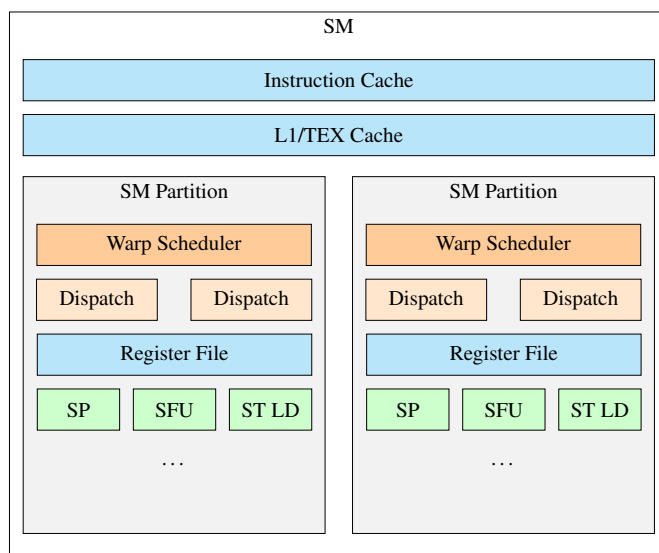 SM
Instruction Cache
L1/TEX Cache
SM Partition
Warp Scheduler
Dispatch Dispatch
Register File
SP SFU ST LD
...
SM Partition
Warp Scheduler
Dispatch Dispatch
Register File
SP SFU ST LD
...